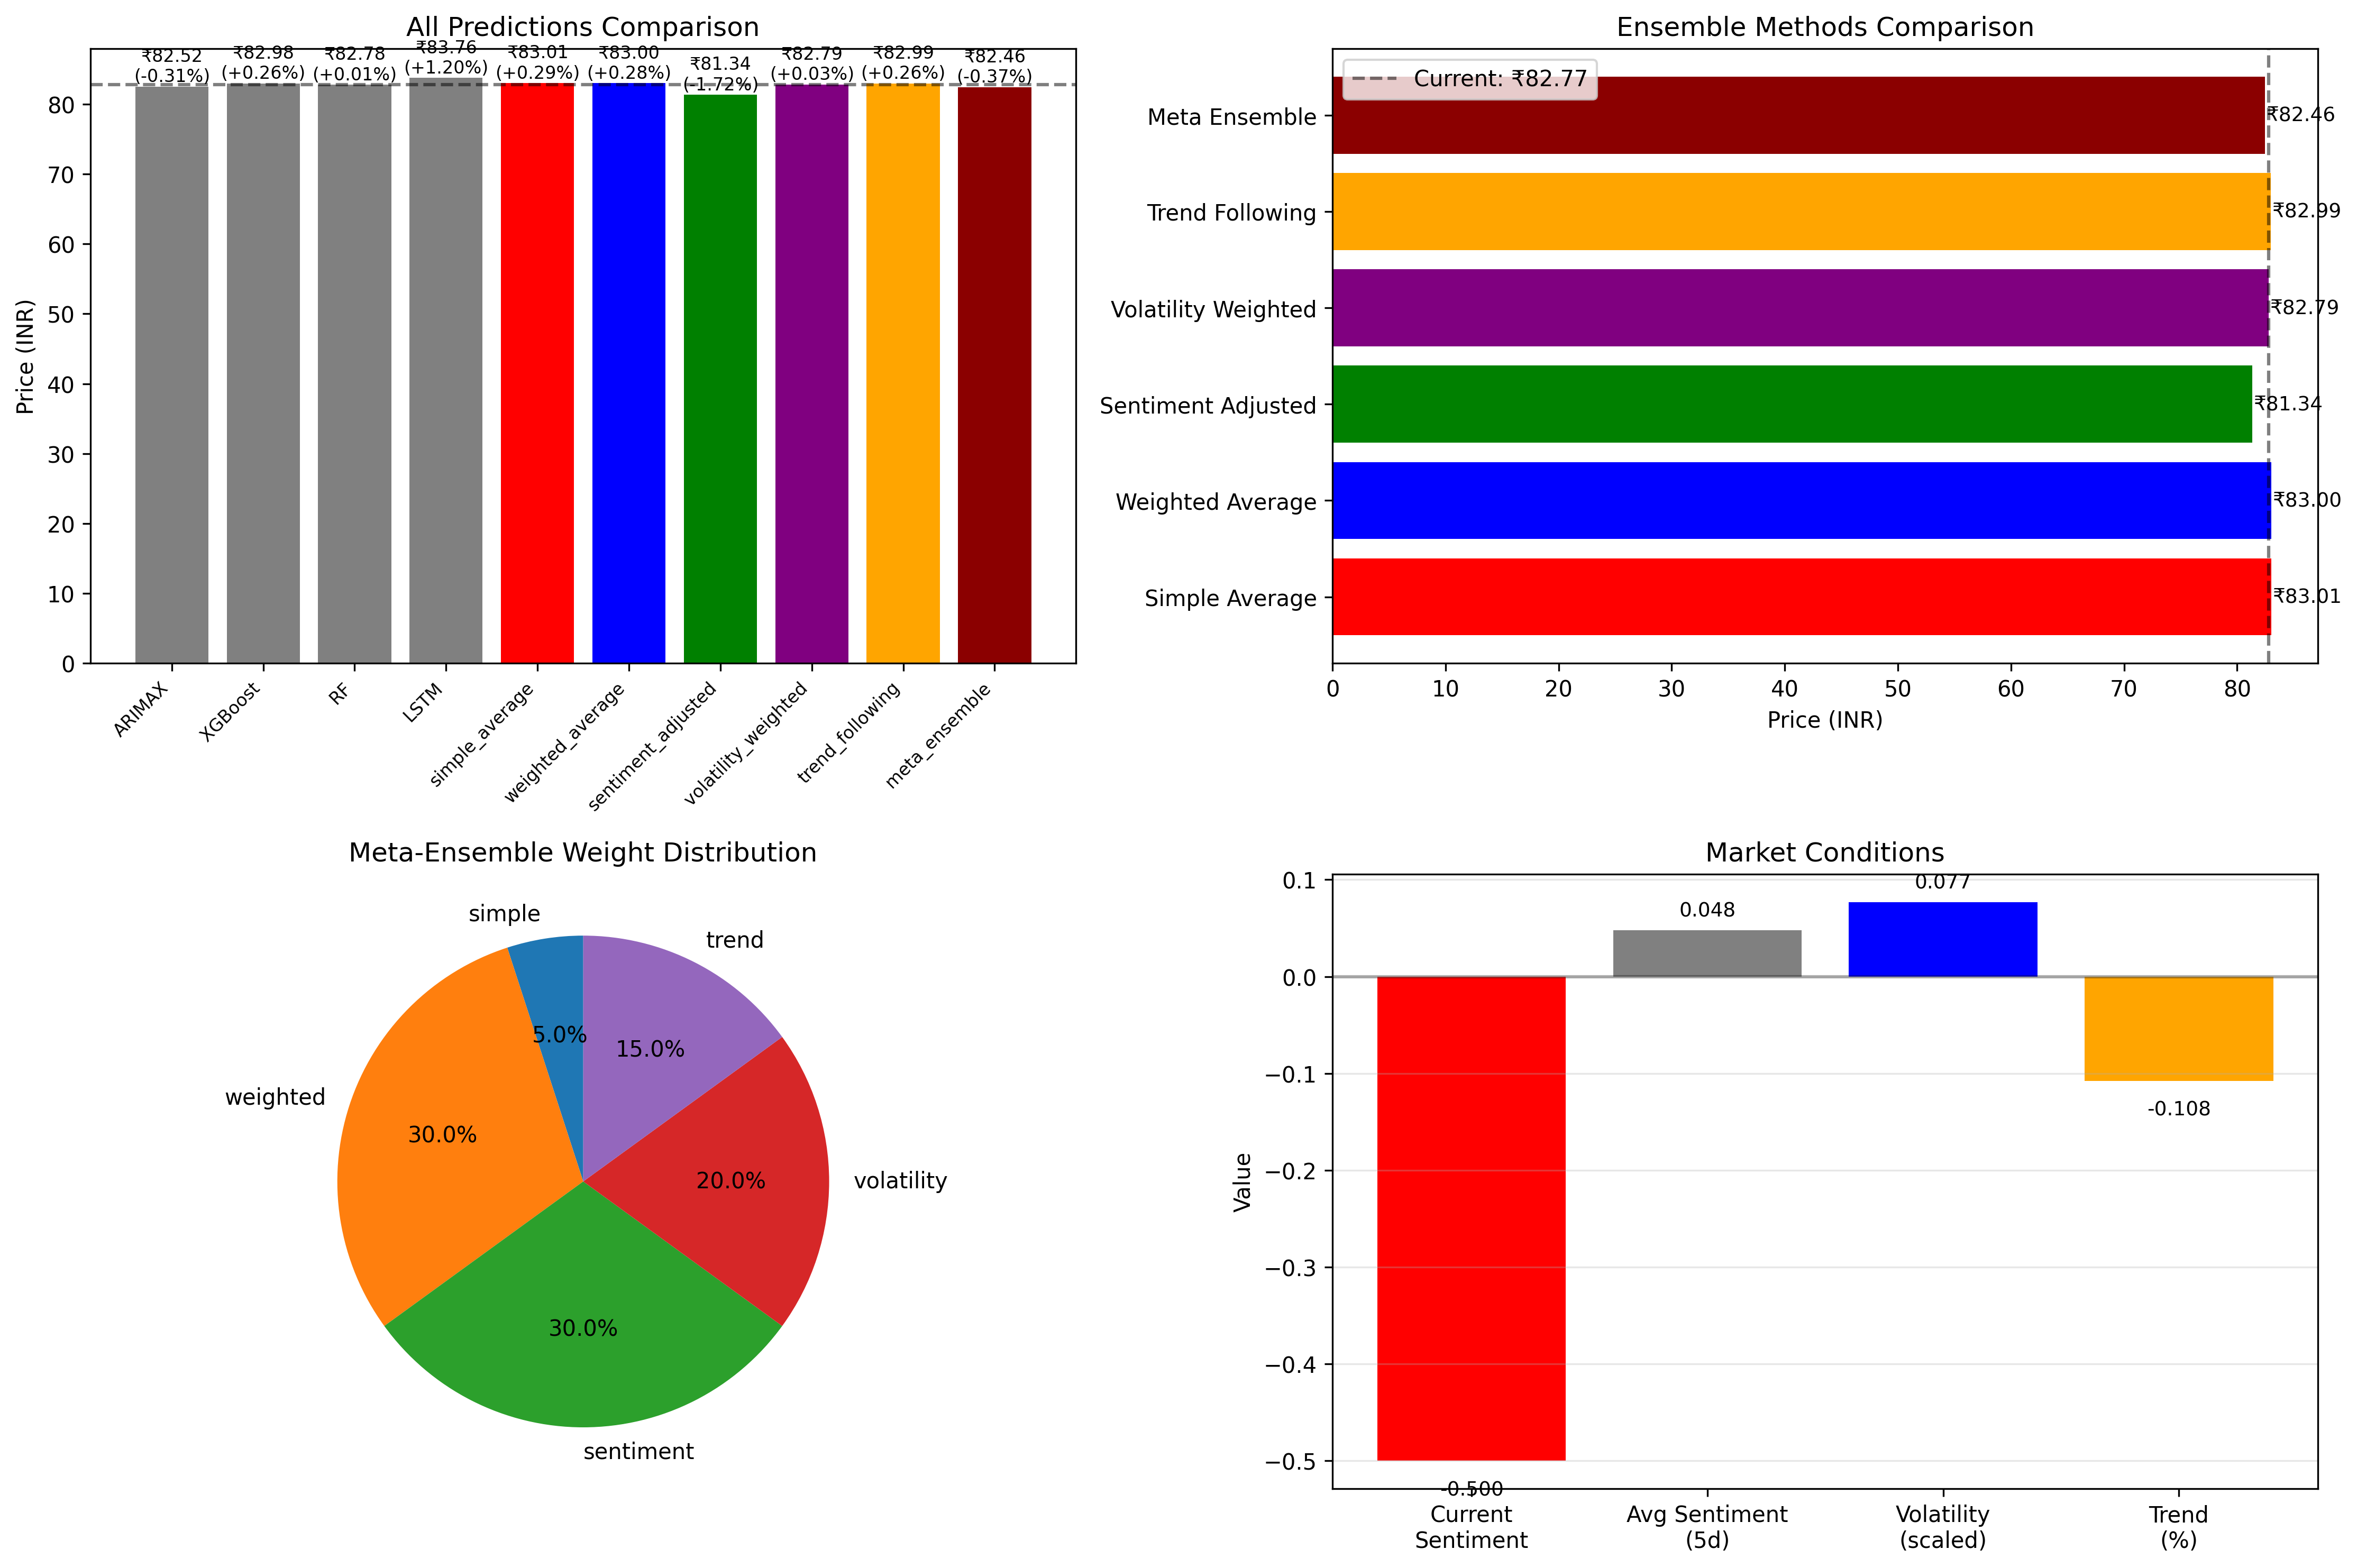 All Predictions Comparison
₹82.52
(-0.31%)
₹82.98
(+0.26%)
₹82.78
(+0.01%)
₹83.76
(+1.20%)
₹83.01
(+0.29%)
₹83.00
(+0.28%)
₹81.34
(-1.72%)
₹82.79
(+0.03%)
₹82.99
(+0.26%)
₹82.46
(-0.37%)
Price (INR)
80
70
60
50
40
30
20
10
0
ARIMAX
XGBoost
RF
LSTM
simple_average
weighted_average
sentiment_adjusted
volatility_weighted
trend_following
meta_ensemble
Ensemble Methods Comparison
Current: ₹82.77
Meta Ensemble
₹82.46
Trend Following
₹82.99
Volatility Weighted
₹82.79
Sentiment Adjusted
₹81.34
Weighted Average
₹83.00
Simple Average
₹83.01
0 10 20 30 40 50 60 70 80
Price (INR)
Meta-Ensemble Weight Distribution
simple
trend
5.0%
15.0%
weighted
30.0%
20.0%
volatility
30.0%
sentiment
Market Conditions
0.1
0.0
−0.1
−0.2
−0.3
−0.4
−0.5
Value
0.077
0.048
-0.108
-0.500
Current
Sentiment
Avg Sentiment
(5d)
Volatility
(scaled)
Trend
(%)